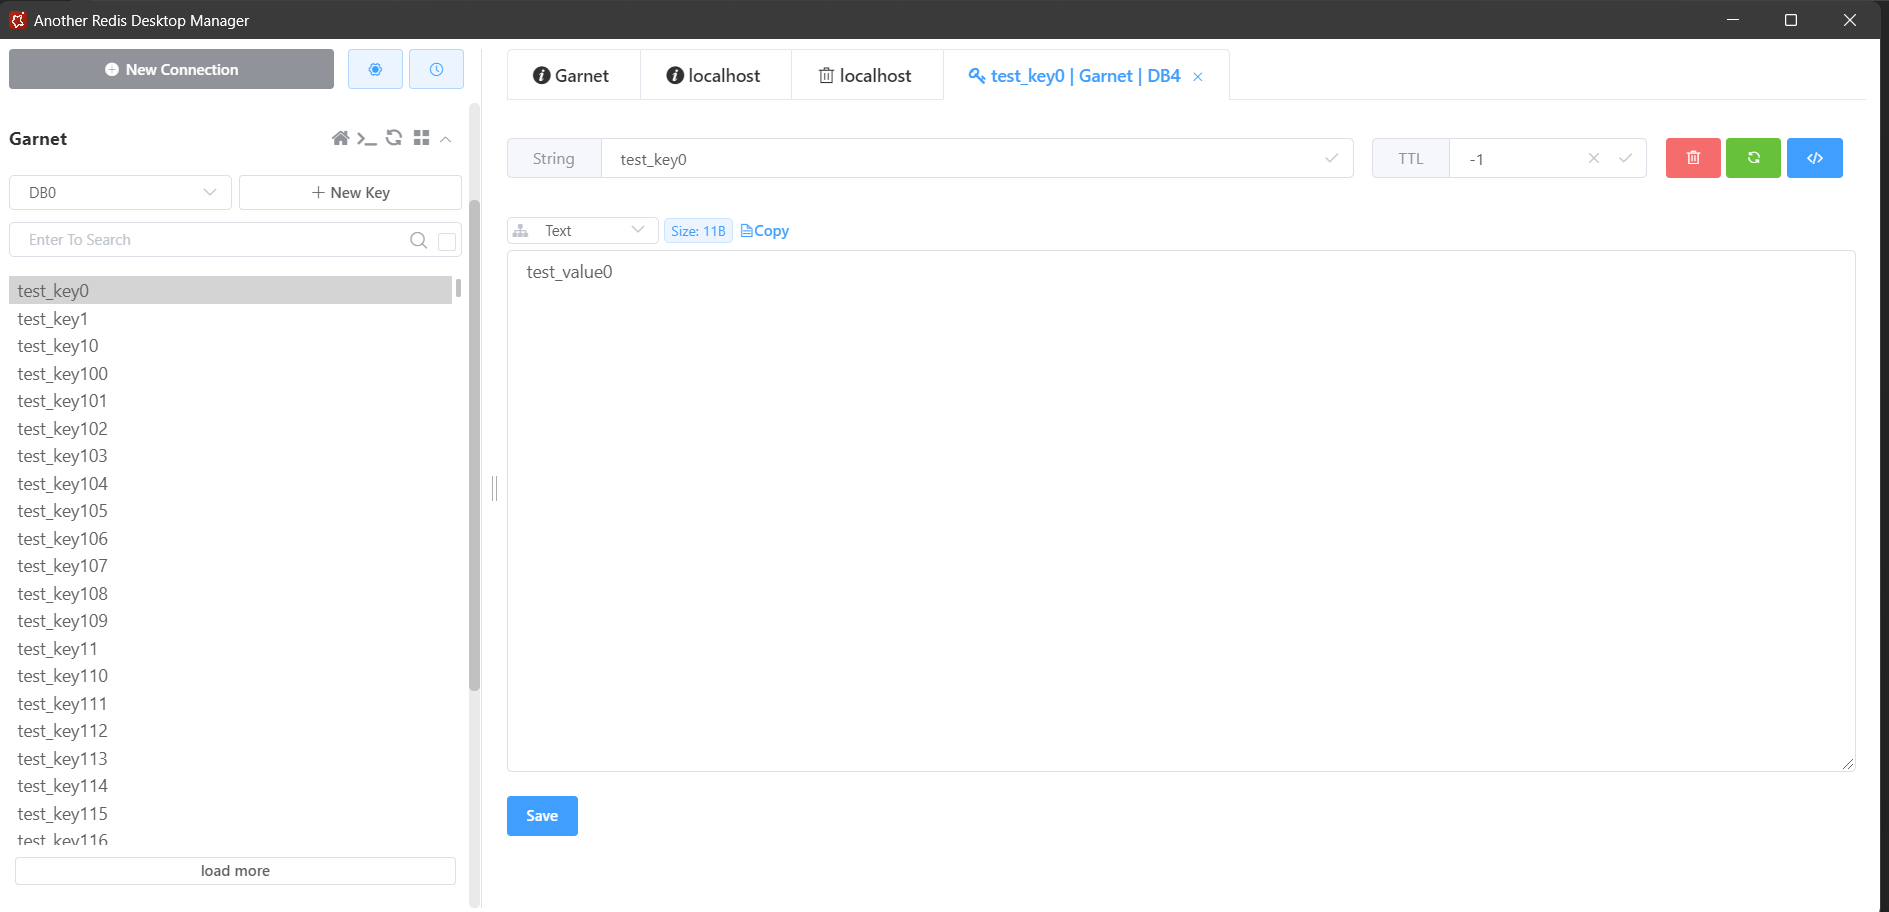 Another Redis Desktop Manager
New Connection
Garnet
DB0
New Key
Enter To Search
test_key0
test_key1
test_key10
test_key100
test_key101
test_key102
test_key103
test_key104
test_key105
test_key106
test_key107
test_key108
test_key109
test_key11
test_key110
test_key111
test_key112
test_key113
test_key114
test_key115
test_key116
load more
Garnet
localhost
localhost
test_key0 | Garnet | DB4
String
test_key0
TTL
-1
Text
Size: 11B
Copy
test_value0
Save